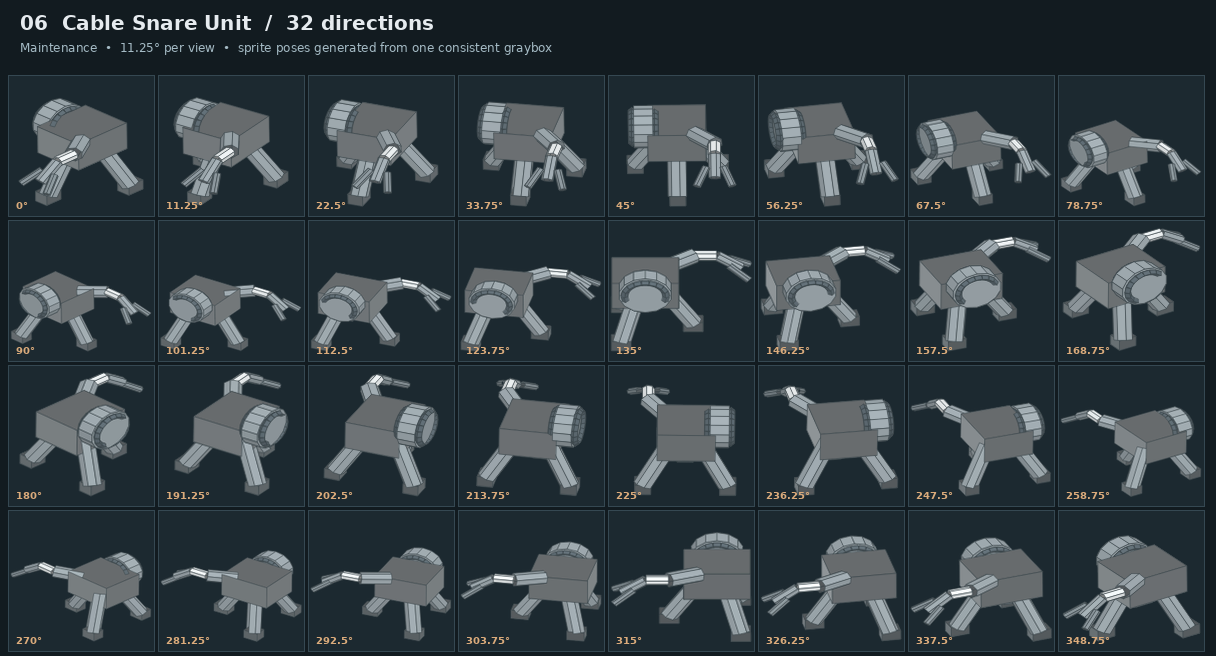 06 Cable Snare Unit / 32 directions
Maintenance • 11.25° per view • sprite poses generated from one consistent graybox
0° 11.25° 22.5° 33.75° 45° 56.25° 67.5° 78.75°
90° 101.25° 112.5° 123.75° 135° 146.25° 157.5° 168.75°
180° 191.25° 202.5° 213.75° 225° 236.25° 247.5° 258.75°
270° 281.25° 292.5° 303.75° 315° 326.25° 337.5° 348.75°